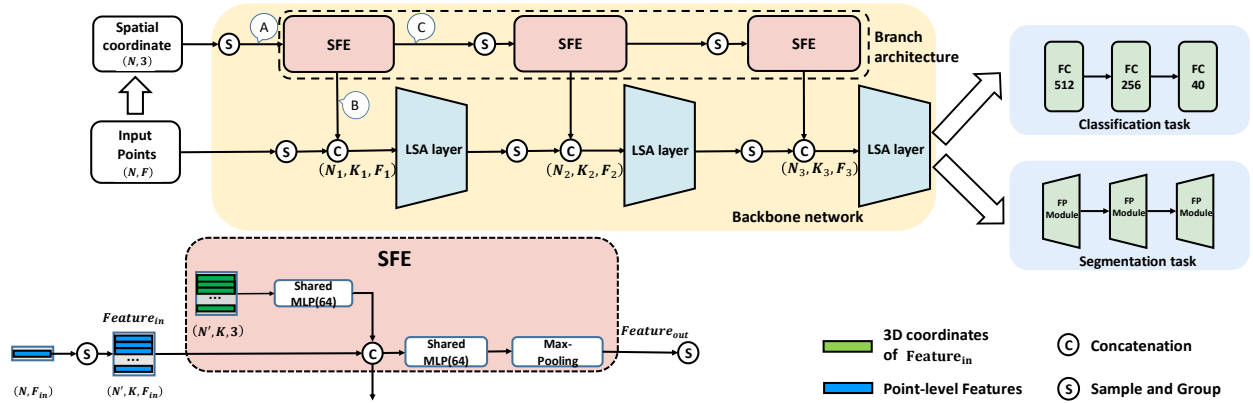 Spatial
coordinate
(N, 3)
Input
Points
(N, F)
S
A
SFE
C
S
SFE
S
SFE
Branch
architecture
B
S
C
(N₁, K₁, F₁)
LSA layer
S
C
(N₂, K₂, F₂)
LSA layer
S
C
(N₃, K₃, F₃)
LSA layer
Backbone network
FC
512
FC
256
FC
40
Classification task
FP
Module
FP
Module
FP
Module
Segmentation task
SFE
...
(N′, K, 3)
Shared
MLP(64)
Feature_in
...
S
(N, F_in)
(N′, K, F_in)
C
Shared
MLP(64)
Max-
Pooling
Feature_out
S
3D coordinates
of Feature_in
Point-level Features
C Concatenation
S Sample and Group